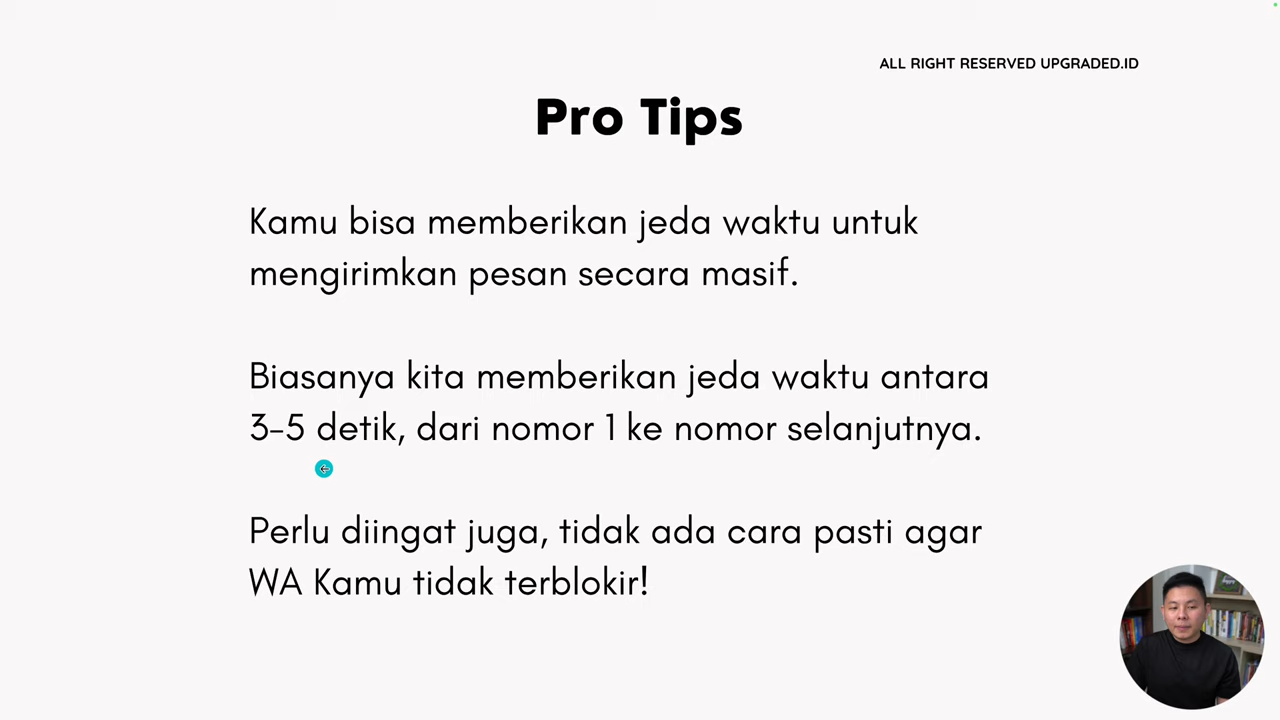 ALL RIGHT RESERVED UPGRADED.ID
Pro Tips
Kamu bisa memberikan jeda waktu untuk
mengirimkan pesan secara masif.
Biasanya kita memberikan jeda waktu antara
3-5 detik, dari nomor 1 ke nomor selanjutnya.
Perlu diingat juga, tidak ada cara pasti agar
WA Kamu tidak terblokir!